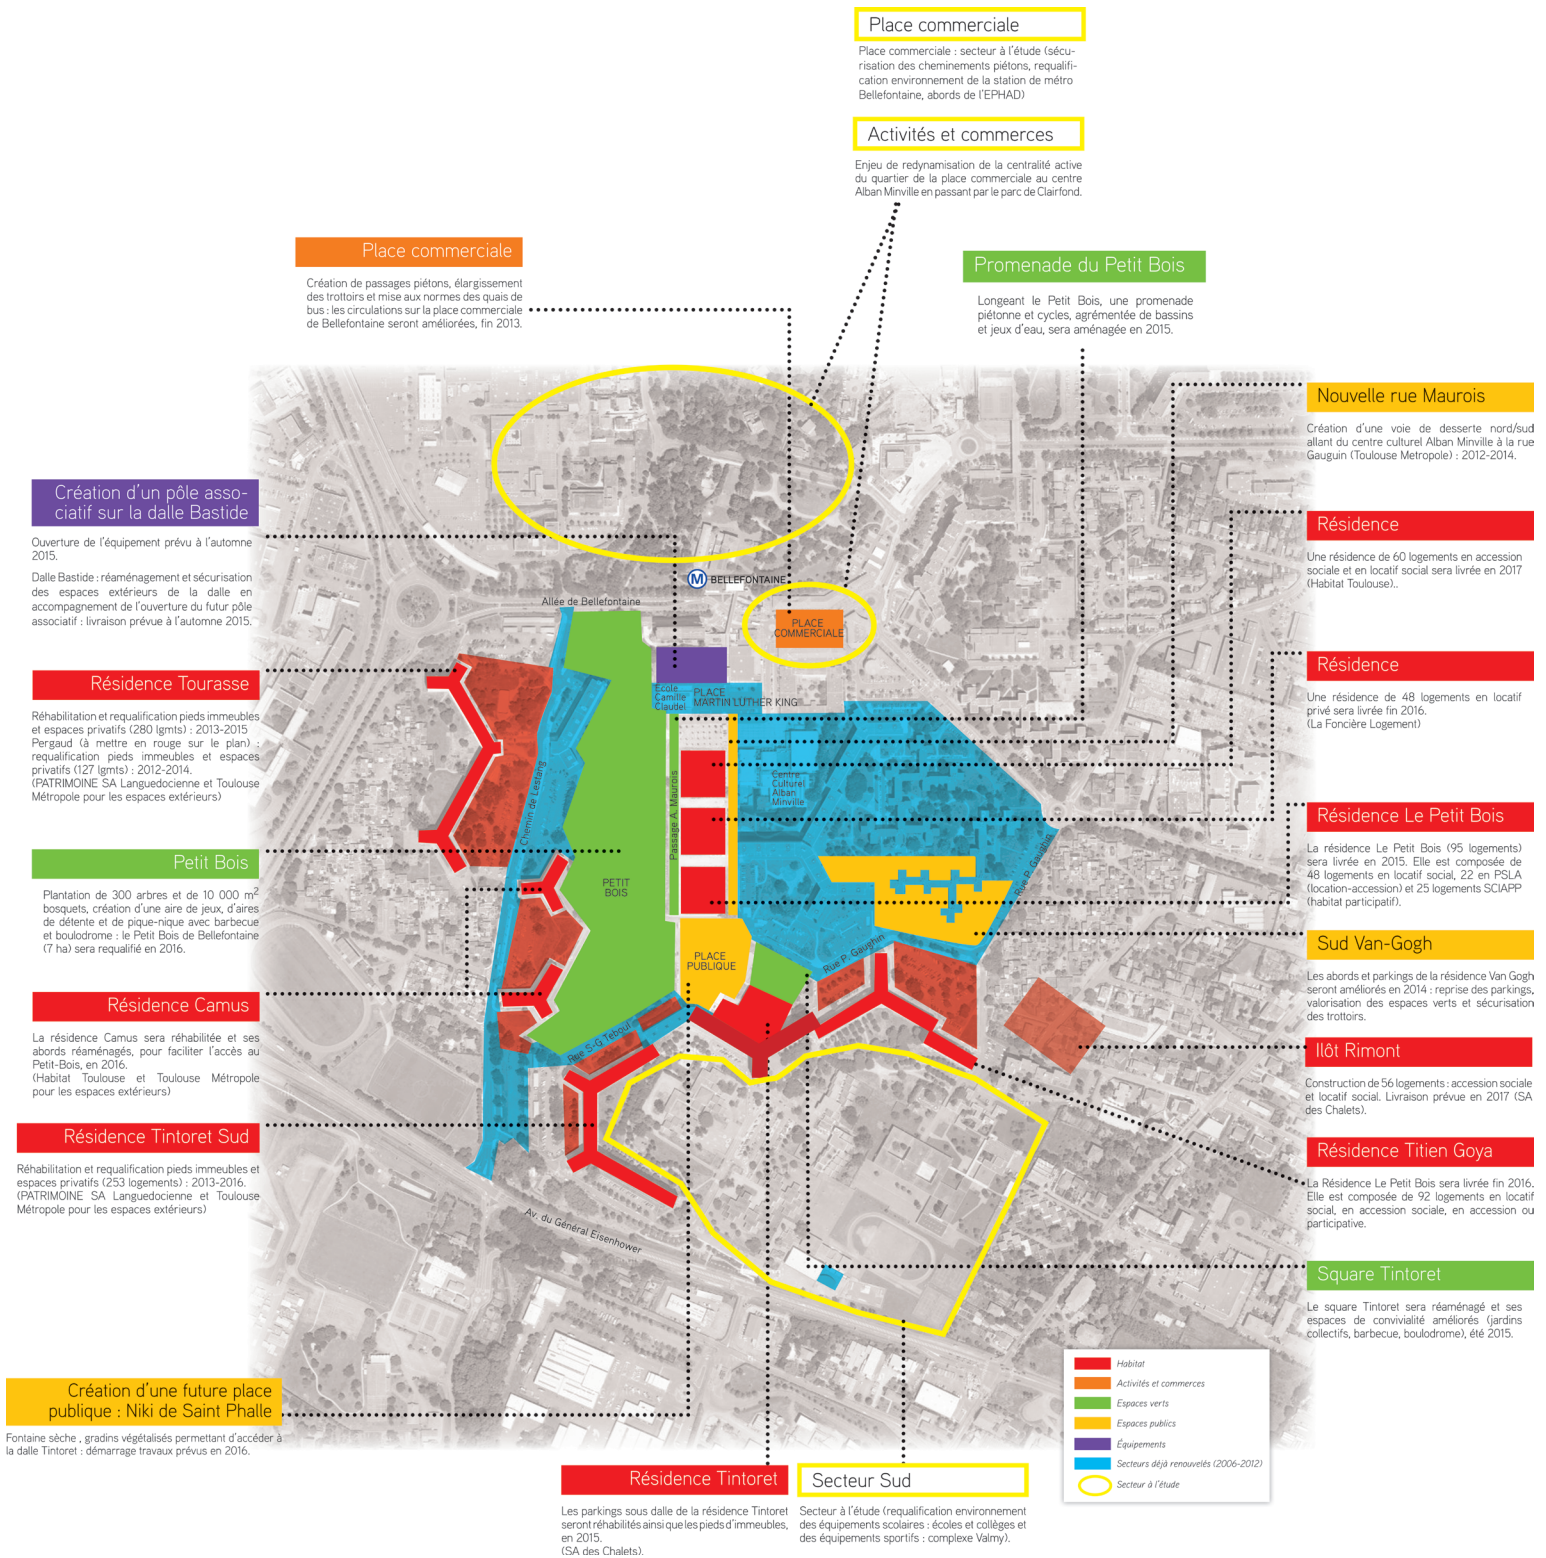 Place commerciale
Place commerciale : secteur à l'étude (sécu-
risation des cheminements piétons, requalifi-
cation environnement de la station de métro
Bellefontaine, abords de l'EPHAD)
Activités et commerces
Enjeu de redynamisation de la centralité active
du quartier de la place commerciale au centre
Alban Minville en passant par le parc de Clairfond.
Place commerciale
Création de passages piétons, élargissement
des trottoirs et mise aux normes des quais de
bus : les circulations sur la place commerciale
de Bellefontaine seront améliorées, fin 2013.
Promenade du Petit Bois
Longeant le Petit Bois, une promenade
piétonne et cycles, agrémentée de bassins
et jeux d'eau, sera aménagée en 2015.
Nouvelle rue Maurois
Création d'une voie de desserte nord/sud
allant du centre culturel Alban Minville à la rue
Gauguin (Toulouse Metropole) : 2012-2014.
Création d'un pôle asso-
ciatif sur la dalle Bastide
Ouverture de l'équipement prévu à l'automne
2015.
Dalle Bastide : réaménagement et sécurisation
des espaces extérieurs de la dalle en
accompagnement de l'ouverture du futur pôle
associatif : livraison prévue à l'automne 2015.
Résidence
Une résidence de 60 logements en accession
sociale et en locatif social sera livrée en 2017
(Habitat Toulouse)..
M BELLEFONTAINE
Allée de Bellefontaine
PLACE
COMMERCIALE
Résidence Tourasse
Réhabilitation et requalification pieds immeubles
et espaces privatifs (280 lgmts) : 2013-2015
Pergaud (à mettre en rouge sur le plan) :
requalification pieds immeubles et espaces
privatifs (127 lgmts) : 2012-2014.
(PATRIMOINE SA Languedocienne et Toulouse
Métropole pour les espaces extérieurs)
Résidence
Une résidence de 48 logements en locatif
privé sera livrée fin 2016.
(La Foncière Logement)
École
Camille
Claudel
PLACE
MARTIN LUTHER KING
Centre
Culturel
Alban
Minville
Chemin de Lestang
Passage A. Maurois
Rue P. Gauguin
Résidence Le Petit Bois
La résidence Le Petit Bois (95 logements)
sera livrée en 2015. Elle est composée de
48 logements en locatif social, 22 en PSLA
(location-accession) et 25 logements SCIAPP
(habitat participatif).
Petit Bois
Plantation de 300 arbres et de 10 000 m²
bosquets, création d'une aire de jeux, d'aires
de détente et de pique-nique avec barbecue
et boulodrome : le Petit Bois de Bellefontaine
(7 ha) sera requalifié en 2016.
PETIT
BOIS
PLACE
PUBLIQUE
Rue P. Gauguin
Sud Van-Gogh
Les abords et parkings de la résidence Van Gogh
seront améliorés en 2014 : reprise des parkings,
valorisation des espaces verts et sécurisation
des trottoirs.
Résidence Camus
La résidence Camus sera réhabilitée et ses
abords réaménagés, pour faciliter l'accès au
Petit-Bois, en 2016.
(Habitat Toulouse et Toulouse Métropole
pour les espaces extérieurs)
Rue S-G Tebouf
Ilôt Rimont
Construction de 56 logements : accession sociale
et locatif social. Livraison prévue en 2017 (SA
des Chalets).
Résidence Tintoret Sud
Réhabilitation et requalification pieds immeubles et
espaces privatifs (253 logements) : 2013-2016.
(PATRIMOINE SA Languedocienne et Toulouse
Métropole pour les espaces extérieurs)
Résidence Titien Goya
La Résidence Le Petit Bois sera livrée fin 2016.
Elle est composée de 92 logements en locatif
social, en accession sociale, en accession ou
participative.
Av. du Général Eisenhower
Square Tintoret
Le square Tintoret sera réaménagé et ses
espaces de convivialité améliorés (jardins
collectifs, barbecue, boulodrome), été 2015.
Création d'une future place
publique : Niki de Saint Phalle
Fontaine sèche , gradins végétalisés permettant d'accéder à
la dalle Tintoret : démarrage travaux prévus en 2016.
Habitat
Activités et commerces
Espaces verts
Espaces publics
Équipements
Secteurs déjà renouvelés (2006-2012)
Secteur à l'étude
Résidence Tintoret
Les parkings sous dalle de la résidence Tintoret
seront réhabilités ainsi que les pieds d'immeubles,
en 2015.
(SA des Chalets).
Secteur Sud
Secteur à l'étude (requalification environnement
des équipements scolaires : écoles et collèges et
des équipements sportifs : complexe Valmy).